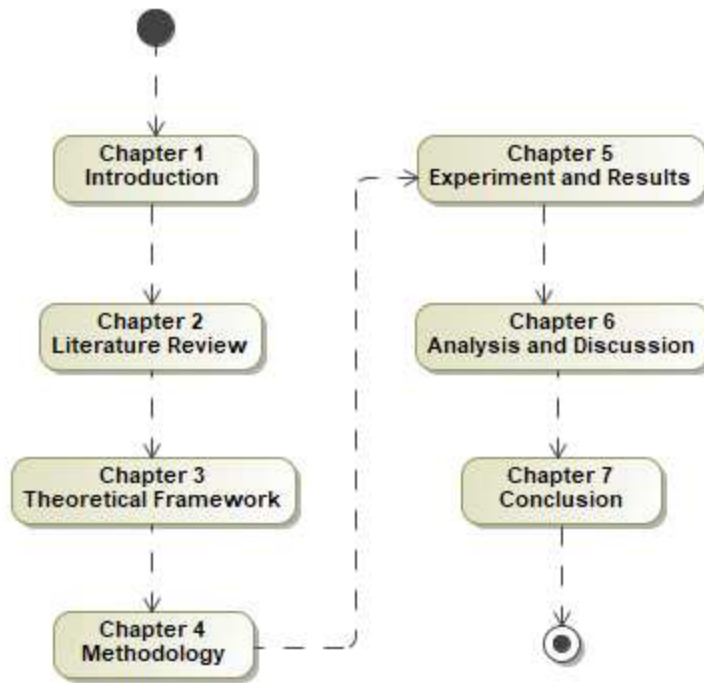 Chapter 1
Introduction
Chapter 2
Literature Review
Chapter 3
Theoretical Framework
Chapter 4
Methodology
Chapter 5
Experiment and Results
Chapter 6
Analysis and Discussion
Chapter 7
Conclusion